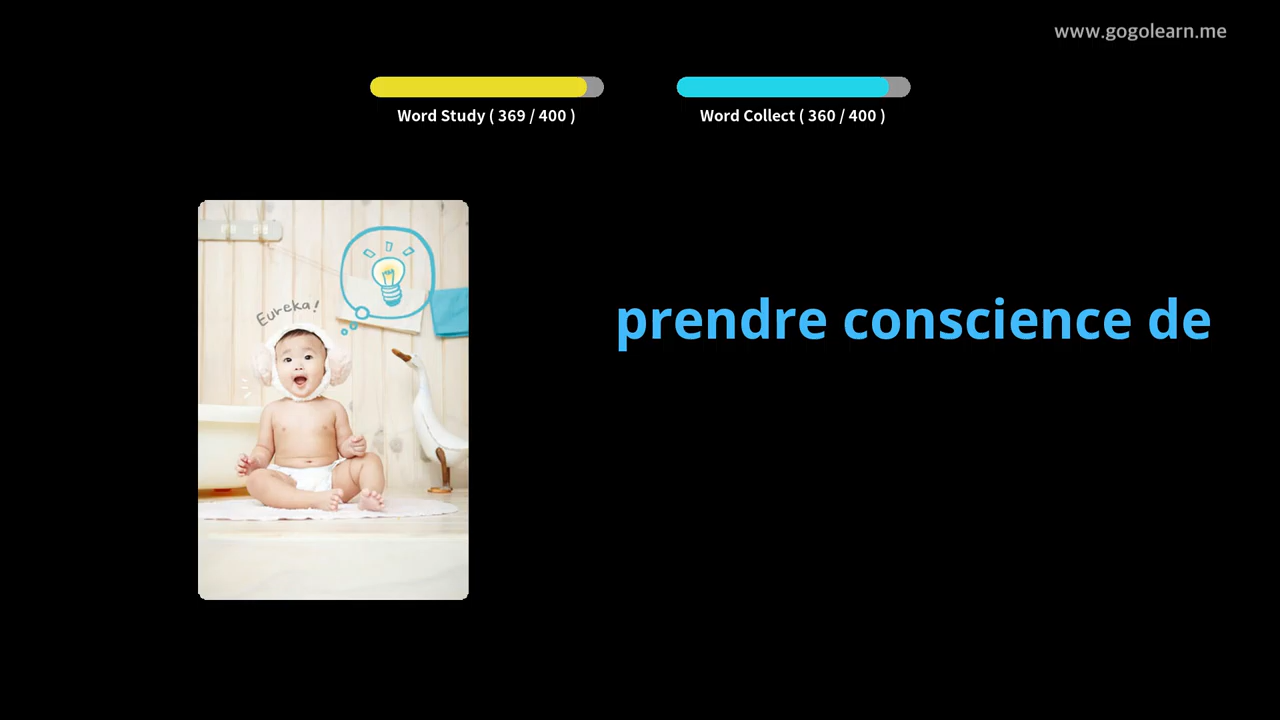 www.gogolearn.me
Word Study ( 369 / 400 )
Word Collect ( 360 / 400 )
Eureka!
prendre conscience de